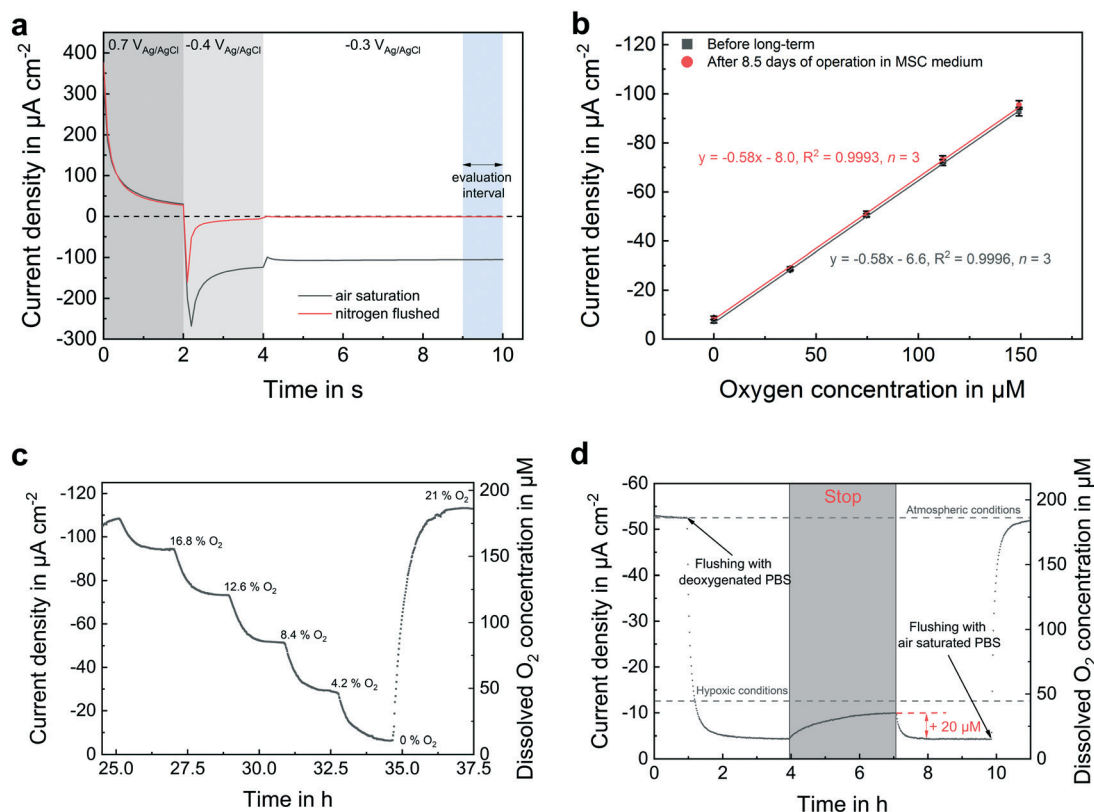 a
0.7 V Ag/AgCl
-0.4 V Ag/AgCl
-0.3 V Ag/AgCl
400
300
200
100
0
-100
-200
-300
Current density in µA cm⁻²
evaluation
interval
air saturation
nitrogen flushed
0
2
4
6
8
10
Time in s
b
-120
-100
-80
-60
-40
-20
0
Current density in µA cm⁻²
Before long-term
After 8.5 days of operation in MSC medium
y = -0.58x - 8.0, R² = 0.9993, n = 3
y = -0.58x - 6.6, R² = 0.9996, n = 3
0
50
100
150
Oxygen concentration in µM
c
-120
-100
-80
-60
-40
-20
0
Current density in µA cm⁻²
16.8 % O₂
12.6 % O₂
8.4 % O₂
4.2 % O₂
0 % O₂
21 % O₂
200
150
100
50
0
Dissolved O₂ concentration in µM
25.0
27.5
30.0
32.5
35.0
37.5
Time in h
d
-60
-50
-40
-30
-20
-10
0
Current density in µA cm⁻²
Stop
Atmospheric conditions
Flushing with
deoxygenated PBS
Flushing with
air saturated PBS
Hypoxic conditions
+ 20 µM
200
150
100
50
0
Dissolved O₂ concentration in µM
0
2
4
6
8
10
Time in h